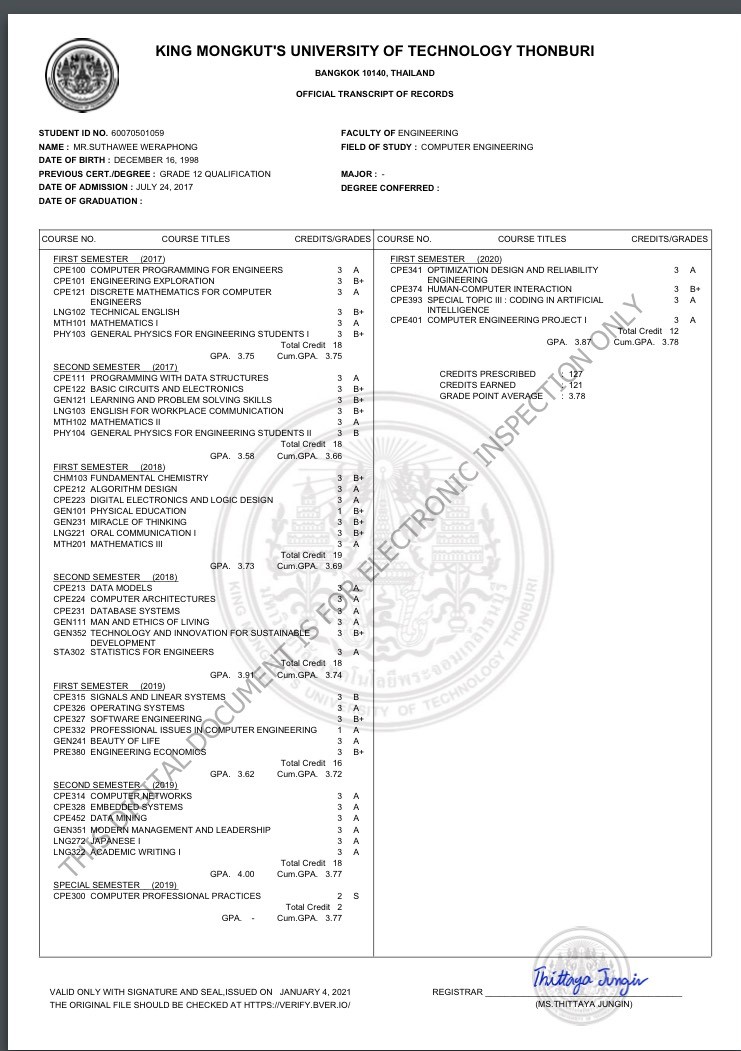 KING MONGKUT'S UNIVERSITY OF TECHNOLOGY THONBURI
BANGKOK 10140, THAILAND
OFFICIAL TRANSCRIPT OF RECORDS
STUDENT ID NO. 60070501059
NAME : MR.SUTHAWEE WERAPHONG
DATE OF BIRTH : DECEMBER 16, 1998
PREVIOUS CERT./DEGREE : GRADE 12 QUALIFICATION
DATE OF ADMISSION : JULY 24, 2017
DATE OF GRADUATION :
FACULTY OF ENGINEERING
FIELD OF STUDY : COMPUTER ENGINEERING
MAJOR : -
DEGREE CONFERRED :
COURSE NO. COURSE TITLES CREDITS/GRADES
FIRST SEMESTER (2017)
CPE100 COMPUTER PROGRAMMING FOR ENGINEERS 3 A
CPE101 ENGINEERING EXPLORATION 3 B+
CPE121 DISCRETE MATHEMATICS FOR COMPUTER 3 A
ENGINEERS
LNG102 TECHNICAL ENGLISH 3 B+
MTH101 MATHEMATICS I 3 A
PHY103 GENERAL PHYSICS FOR ENGINEERING STUDENTS I 3 B+
Total Credit 18
GPA. 3.75 Cum.GPA. 3.75
SECOND SEMESTER (2017)
CPE111 PROGRAMMING WITH DATA STRUCTURES 3 A
CPE122 BASIC CIRCUITS AND ELECTRONICS 3 B+
GEN121 LEARNING AND PROBLEM SOLVING SKILLS 3 B+
LNG103 ENGLISH FOR WORKPLACE COMMUNICATION 3 B+
MTH102 MATHEMATICS II 3 A
PHY104 GENERAL PHYSICS FOR ENGINEERING STUDENTS II 3 B
Total Credit 18
GPA. 3.58 Cum.GPA. 3.66
FIRST SEMESTER (2018)
CHM103 FUNDAMENTAL CHEMISTRY 3 B+
CPE212 ALGORITHM DESIGN 3 A
CPE223 DIGITAL ELECTRONICS AND LOGIC DESIGN 3 A
GEN101 PHYSICAL EDUCATION 1 B+
GEN231 MIRACLE OF THINKING 3 B+
LNG221 ORAL COMMUNICATION I 3 B+
MTH201 MATHEMATICS III 3 A
Total Credit 19
GPA. 3.73 Cum.GPA. 3.69
SECOND SEMESTER (2018)
CPE213 DATA MODELS 3 A
CPE224 COMPUTER ARCHITECTURES 3 A
CPE231 DATABASE SYSTEMS 3 A
GEN111 MAN AND ETHICS OF LIVING 3 A
GEN352 TECHNOLOGY AND INNOVATION FOR SUSTAINABLE 3 B+
DEVELOPMENT
STA302 STATISTICS FOR ENGINEERS 3 A
Total Credit 18
GPA. 3.91 Cum.GPA. 3.74
FIRST SEMESTER (2019)
CPE315 SIGNALS AND LINEAR SYSTEMS 3 B
CPE326 OPERATING SYSTEMS 3 A
CPE327 SOFTWARE ENGINEERING 3 B+
CPE332 PROFESSIONAL ISSUES IN COMPUTER ENGINEERING 1 A
GEN241 BEAUTY OF LIFE 3 A
PRE380 ENGINEERING ECONOMICS 3 B+
Total Credit 16
GPA. 3.62 Cum.GPA. 3.72
SECOND SEMESTER (2019)
CPE314 COMPUTER NETWORKS 3 A
CPE328 EMBEDDED SYSTEMS 3 A
CPE452 DATA MINING 3 A
GEN351 MODERN MANAGEMENT AND LEADERSHIP 3 A
LNG272 JAPANESE I 3 A
LNG322 ACADEMIC WRITING I 3 A
Total Credit 18
GPA. 4.00 Cum.GPA. 3.77
SPECIAL SEMESTER (2019)
CPE300 COMPUTER PROFESSIONAL PRACTICES 2 S
Total Credit 2
GPA. - Cum.GPA. 3.77
COURSE NO. COURSE TITLES CREDITS/GRADES
FIRST SEMESTER (2020)
CPE341 OPTIMIZATION DESIGN AND RELIABILITY 3 A
ENGINEERING
CPE374 HUMAN-COMPUTER INTERACTION 3 B+
CPE393 SPECIAL TOPIC III : CODING IN ARTIFICIAL 3 A
INTELLIGENCE
CPE401 COMPUTER ENGINEERING PROJECT I 3 A
Total Credit 12
GPA. 3.87 Cum.GPA. 3.78
CREDITS PRESCRIBED : 127
CREDITS EARNED : 121
GRADE POINT AVERAGE : 3.78
THIS DIGITAL DOCUMENT IS FOR ELECTRONIC INSPECTION ONLY
KING MONGKUT'S UNIVERSITY OF TECHNOLOGY THONBURI
VALID ONLY WITH SIGNATURE AND SEAL,ISSUED ON JANUARY 4, 2021
THE ORIGINAL FILE SHOULD BE CHECKED AT HTTPS://VERIFY.BVER.IO/
REGISTRAR
Thittaya Jungin
(MS.THITTAYA JUNGIN)